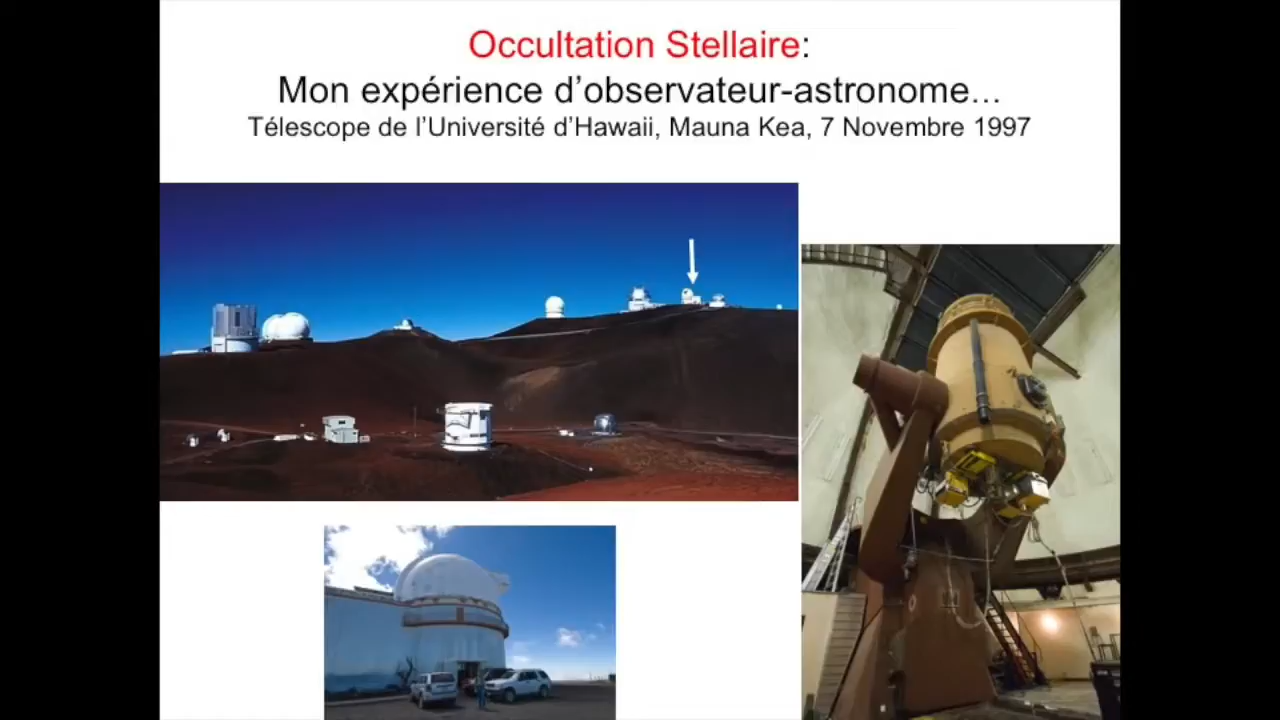 Occultation Stellaire:
Mon expérience d’observateur-astronome...
Télescope de l’Université d’Hawaii, Mauna Kea, 7 Novembre 1997